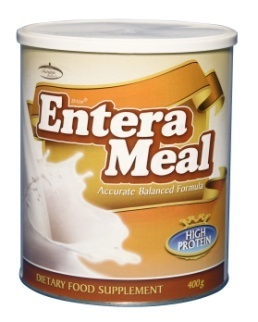 Entera
Meal
Accurate Balanced Formula
HIGH
PROTEIN
DIETARY FOOD SUPPLEMENT
400g